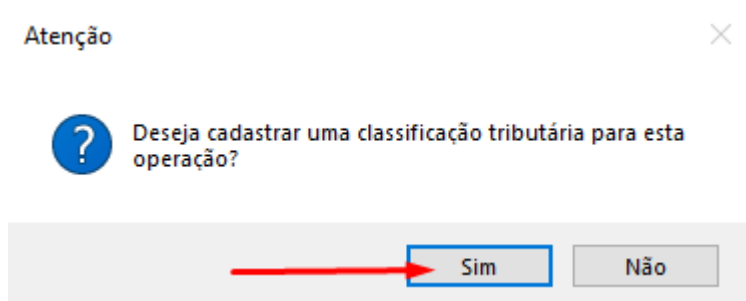 Atenção
Deseja cadastrar uma classificação tributária para esta
operação?
Sim
Não